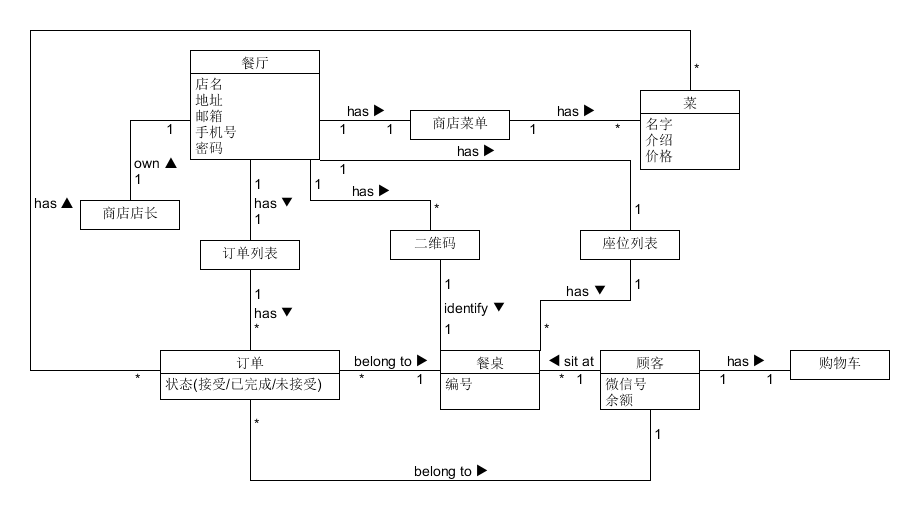 餐厅
店名
地址
邮箱
手机号
密码
has ▶
1
1
商店菜单
has ▶
1
*
*
菜
名字
介绍
价格
1
own ▲
1
商店店长
has ▲
has ▶
1
1
1
has ▼
1
1
has ▶
*
订单列表
二维码
座位列表
1
has ▼
*
1
identify ▼
1
1
has ▼
*
订单
状态(接受/已完成/未接受)
*
belong to ▶
*
1
餐桌
编号
◀ sit at
*
1
顾客
微信号
余额
has ▶
1
1
购物车
*
1
belong to ▶